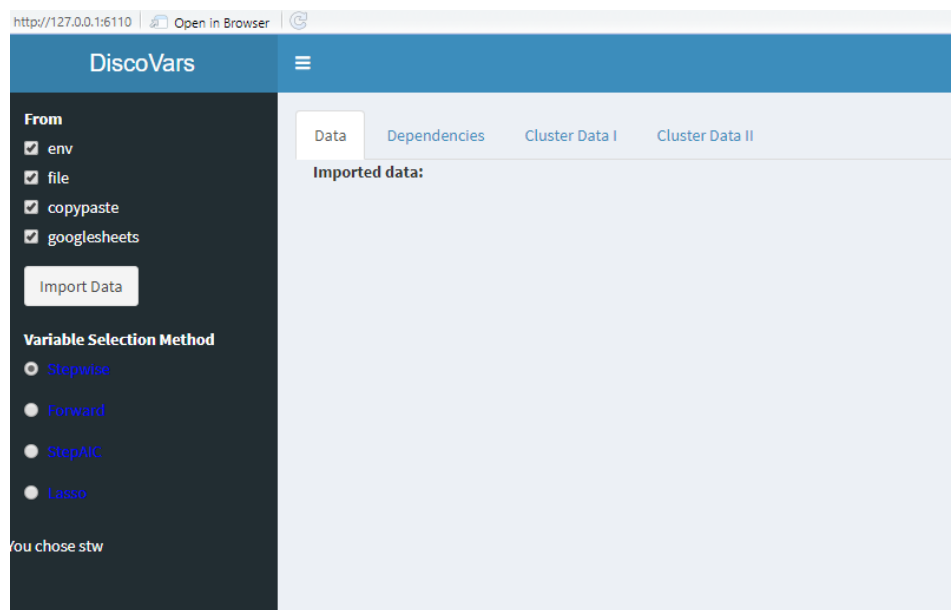 http://127.0.0.1:6110 Open in Browser
DiscoVars
From
env
file
copypaste
googlesheets
Import Data
Variable Selection Method
Stepwise
Forward
StepAIC
Lasso
You chose stw
Data Dependencies Cluster Data I Cluster Data II
Imported data: